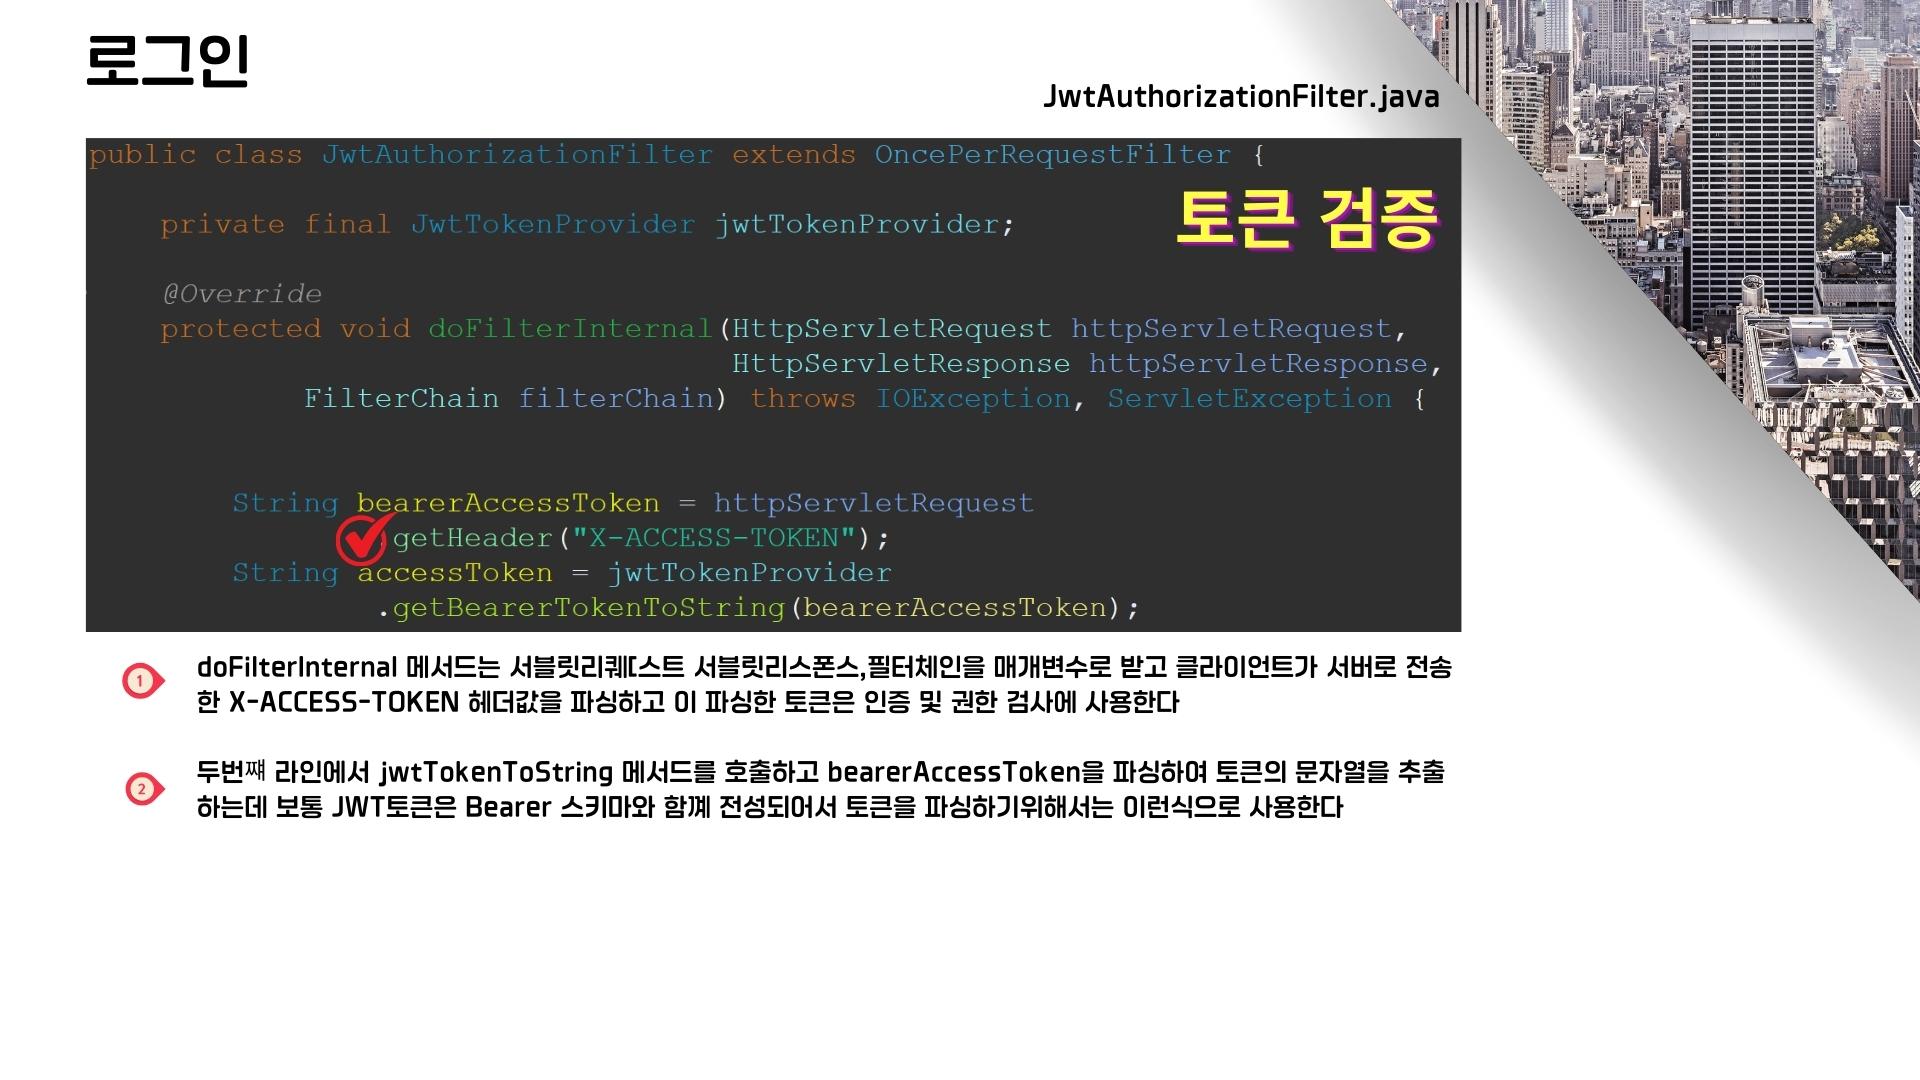 로그인
JwtAuthorizationFilter.java
public class JwtAuthorizationFilter extends OncePerRequestFilter {
토큰 검증
private final JwtTokenProvider jwtTokenProvider;
@Override
protected void doFilterInternal(HttpServletRequest httpServletRequest,
HttpServletResponse httpServletResponse,
FilterChain filterChain) throws IOException, ServletException {
String bearerAccessToken = httpServletRequest
.getHeader("X-ACCESS-TOKEN");
String accessToken = jwtTokenProvider
.getBearerTokenToString(bearerAccessToken);
1 doFilterInternal 메서드는 서블릿리퀘[스트 서블릿리스폰스,필터체인을 매개변수로 받고 클라이언트가 서버로 전송
한 X-ACCESS-TOKEN 헤더값을 파싱하고 이 파싱한 토큰은 인증 및 권한 검사에 사용한다
2 두번쨰 라인에서 jwtTokenToString 메서드를 호출하고 bearerAccessToken을 파싱하여 토큰의 문자열을 추출
하는데 보통 JWT토큰은 Bearer 스키마와 함꼐 전성되어서 토큰을 파싱하기위해서는 이런식으로 사용한다